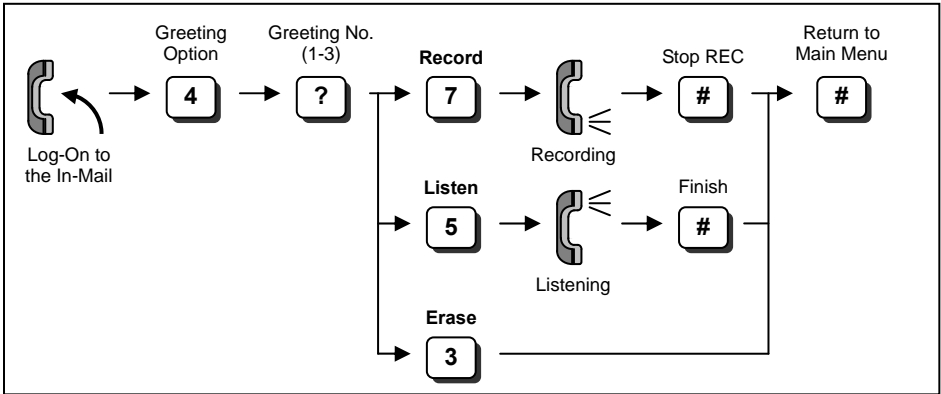 Greeting
Option
Greeting No.
(1-3)
Record
Stop REC
Return to
Main Menu
4
?
7
#
#
Log-On to
the In-Mail
Recording
Listen
Finish
5
#
Listening
Erase
3